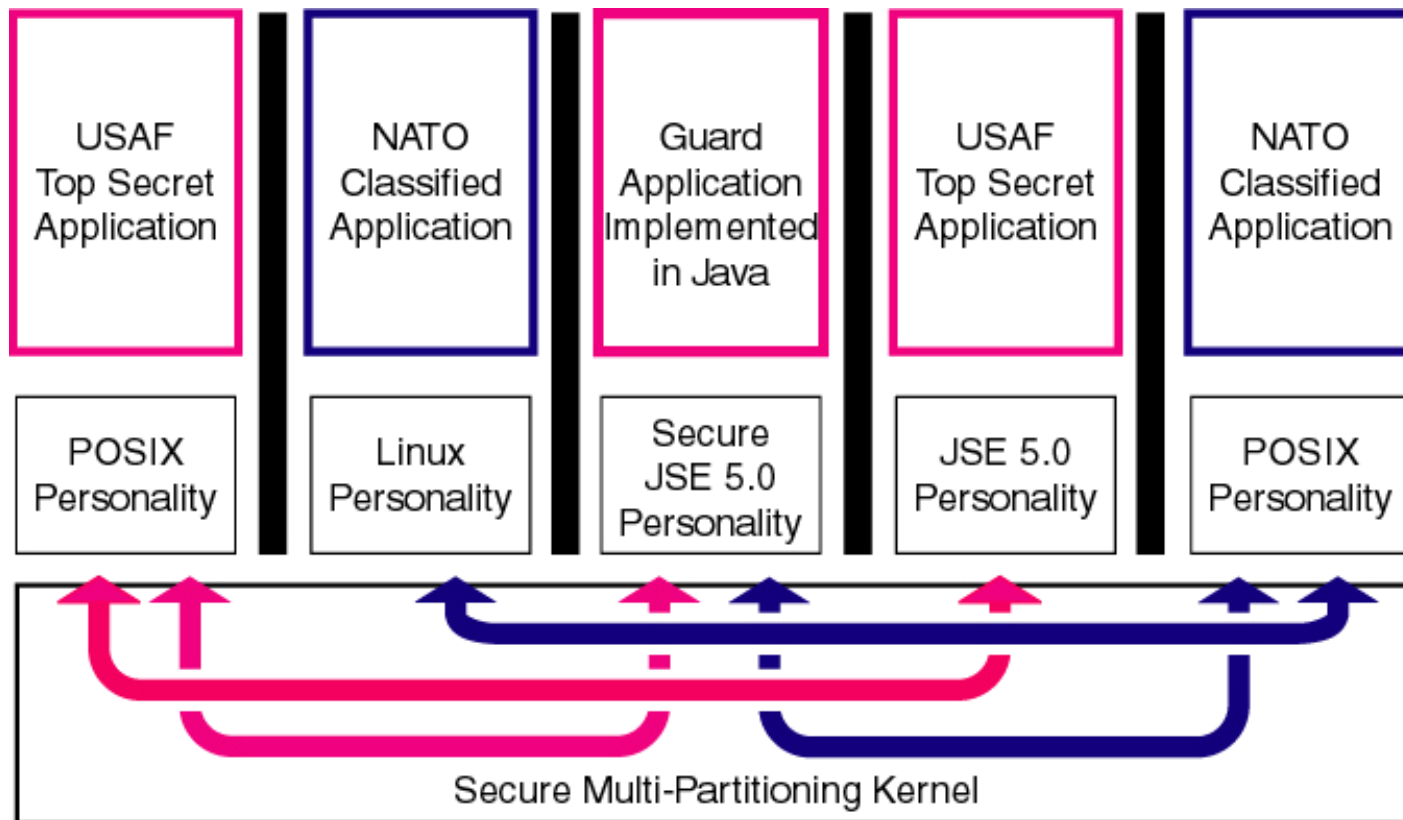 USAF
Top Secret
Application
NATO
Classified
Application
Guard
Application
Implemented
in Java
USAF
Top Secret
Application
NATO
Classified
Application
POSIX
Personality
Linux
Personality
Secure
JSE 5.0
Personality
JSE 5.0
Personality
POSIX
Personality
Secure Multi-Partitioning Kernel